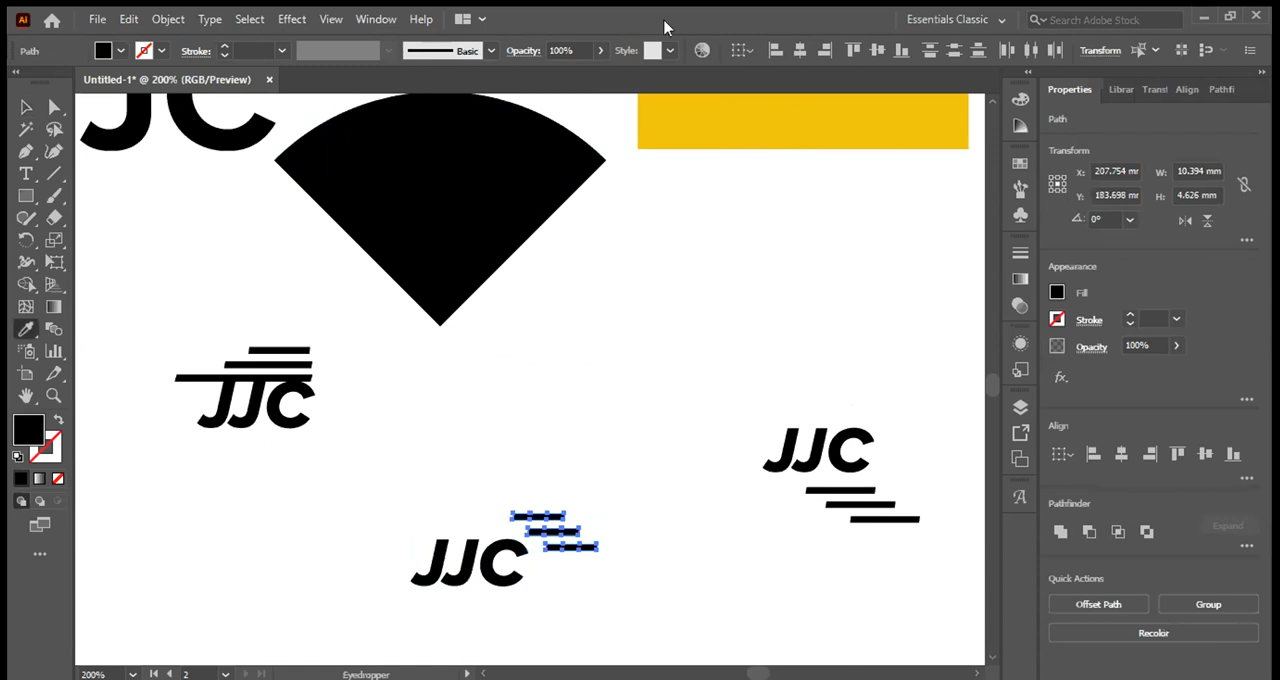 Ai File Edit Object Type Select Effect View Window Help Essentials Classic Search Adobe Stock
Path Stroke: Basic Opacity: 100% Style: Transform
Untitled-1* @ 200% (RGB/Preview) ×
Properties Librar Transf Align Pathfi
Path
Transform
X: 207.754 mr W: 10.394 mm
Y: 183.698 mr H: 4.626 mm
0°
Appearance
Fill
Stroke
Opacity 100%
fx.
Align
Pathfinder
Expand
Quick Actions
Offset Path Group
Recolor
JC
JJC
JJC
JJC
200% 2 Eyedropper